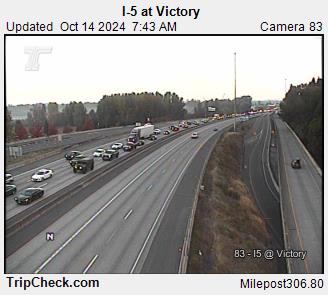 I-5 at Victory
Updated Oct 14 2024 7:43 AM Camera 83
T
N
83 - I5 @ Victory
TripCheck.com Milepost306.80